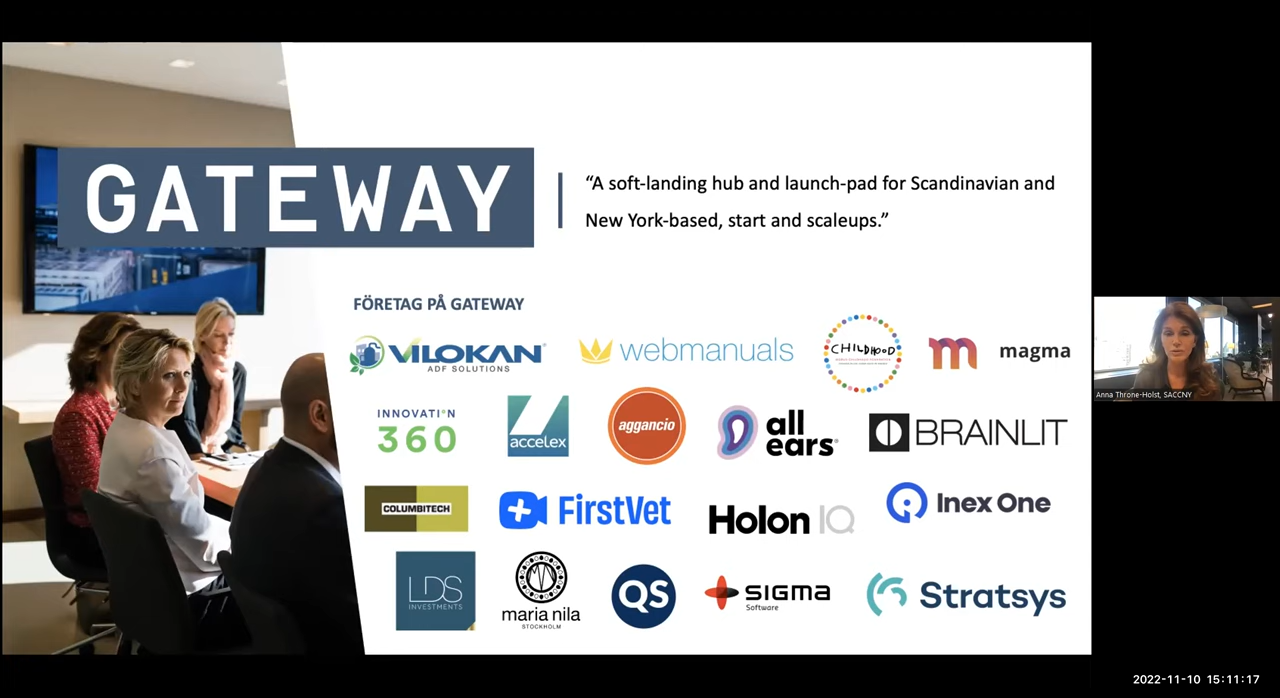 GATEWAY
“A soft-landing hub and launch-pad for Scandinavian and
New York-based, start and scaleups.”
FÖRETAG PÅ GATEWAY
VILOKAN®
ADF SOLUTIONS
webmanuals
CHILDHOOD
m magma
INNOVATI*N
360
accelex
aggancio
all
ears®
BRAINLIT
COLUMBITECH
FirstVet
Holon IQ
Inex One
LDS
INVESTMENTS
maria nila
STOCKHOLM
QS
SIGMA
Software
Stratsys
Anna Throne-Holst, SACCNY
2022-11-10 15:11:17